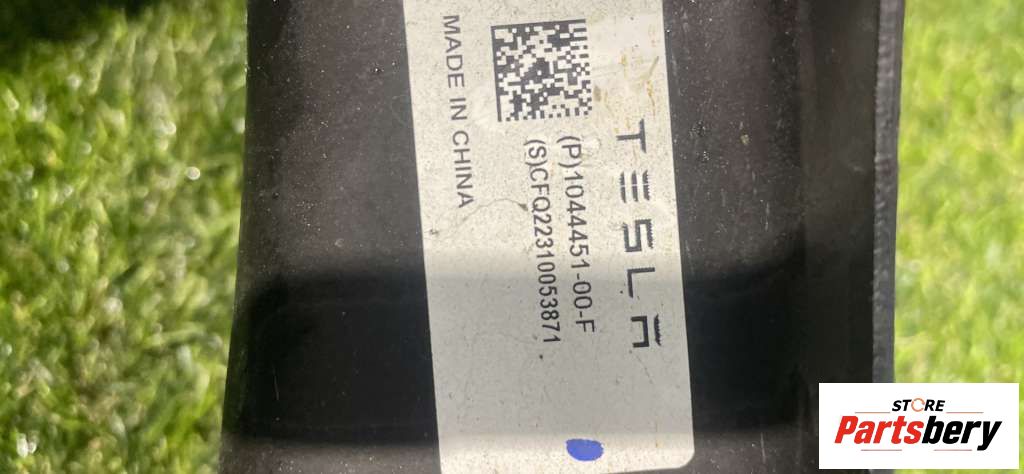 TESLA
(P)1044451-00-F
(S)CFQ22310053871
MADE IN CHINA
STORE
Partsbery